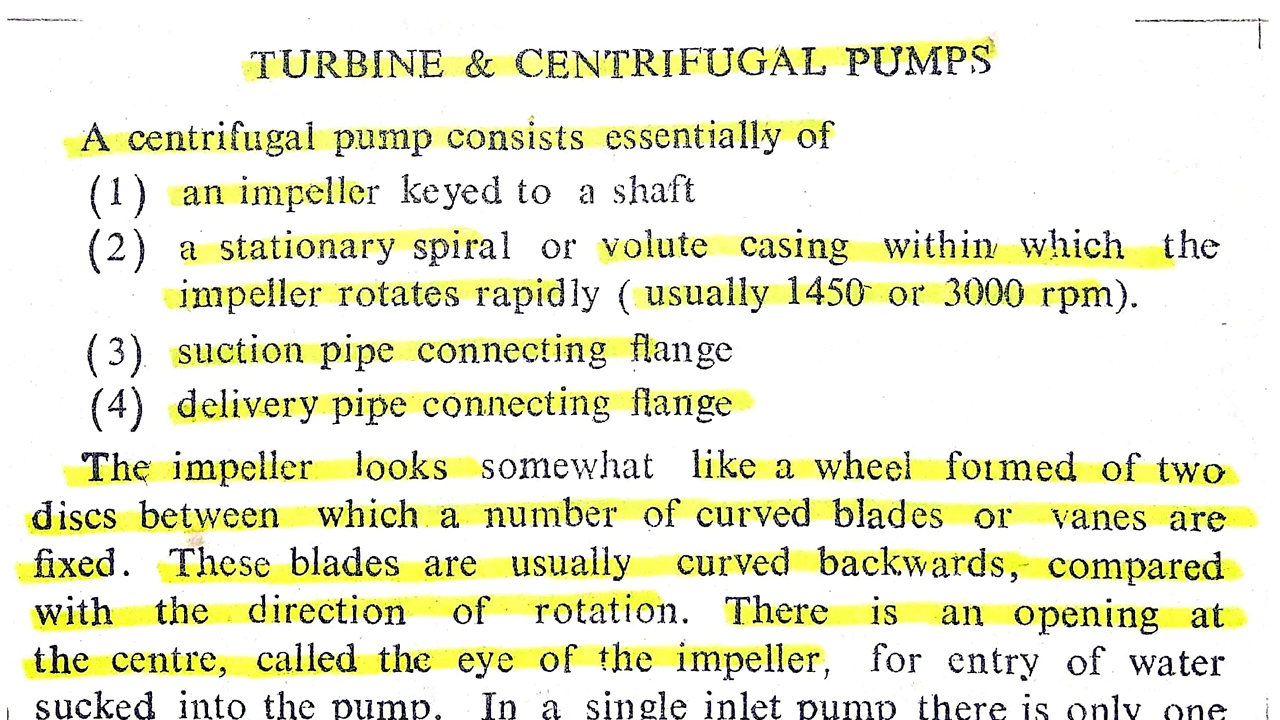 TURBINE & CENTRIFUGAL PUMPS
A centrifugal pump consists essentially of
(1) an impeller keyed to a shaft
(2) a stationary spiral or volute casing within which the
impeller rotates rapidly ( usually 1450 or 3000 rpm).
(3) suction pipe connecting flange
(4) delivery pipe connecting flange
The impeller looks somewhat like a wheel formed of two
discs between which a number of curved blades or vanes are
fixed. These blades are usually curved backwards, compared
with the direction of rotation. There is an opening at
the centre, called the eye of the impeller, for entry of water
sucked into the pump. In a single inlet pump there is only one